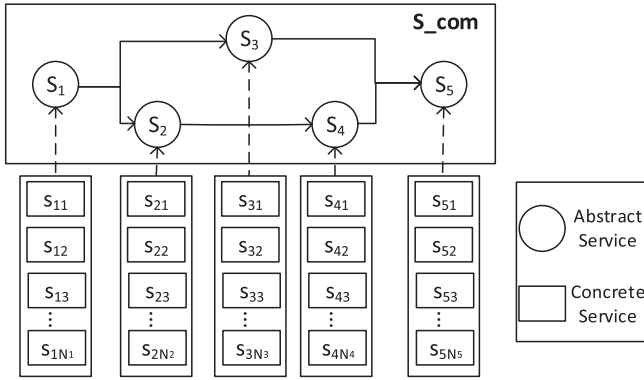 S_com
S₃
S₁
S₅
S₂
S₄
s₁₁ s₂₁ s₃₁ s₄₁ s₅₁
s₁₂ s₂₂ s₃₂ s₄₂ s₅₂
s₁₃ s₂₃ s₃₃ s₄₃ s₅₃
s₁N₁ s₂N₂ s₃N₃ s₄N₄ s₅N₅
Abstract
Service
Concrete
Service